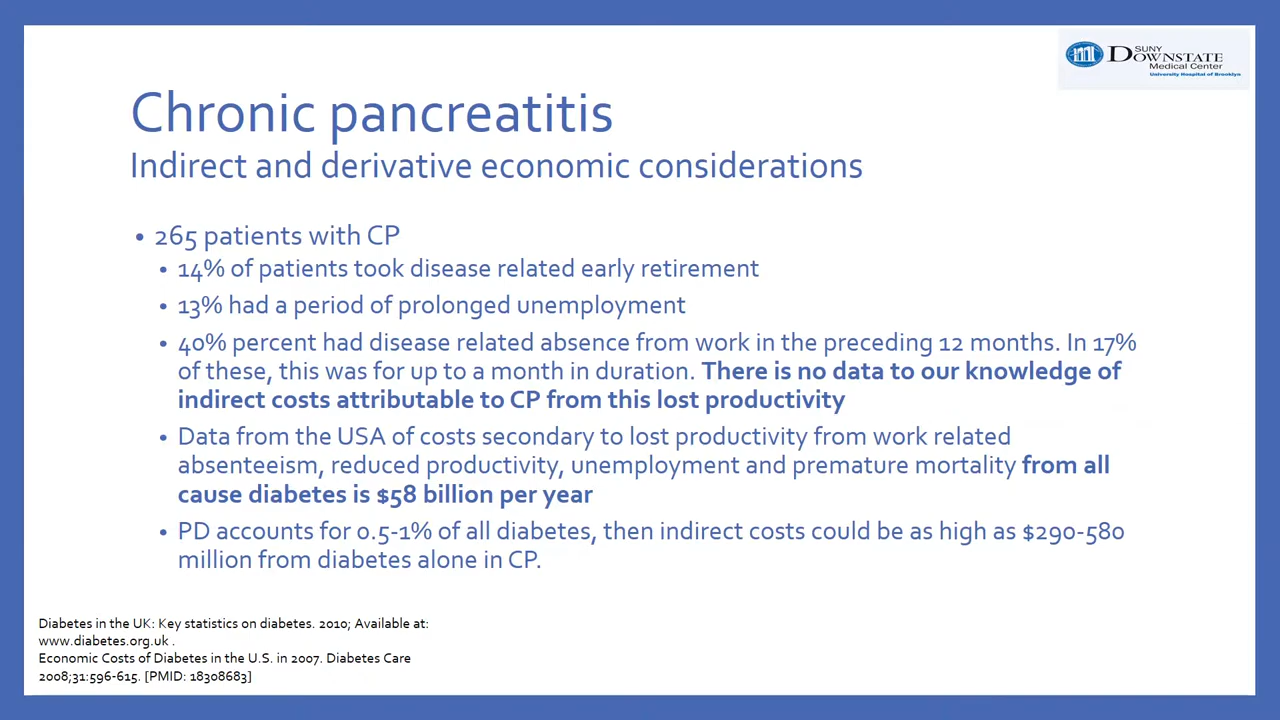 SUNY
DOWNSTATE
Medical Center
University Hospital of Brooklyn
Chronic pancreatitis
Indirect and derivative economic considerations
• 265 patients with CP
• 14% of patients took disease related early retirement
• 13% had a period of prolonged unemployment
• 40% percent had disease related absence from work in the preceding 12 months. In 17%
of these, this was for up to a month in duration. There is no data to our knowledge of
indirect costs attributable to CP from this lost productivity
• Data from the USA of costs secondary to lost productivity from work related
absenteeism, reduced productivity, unemployment and premature mortality from all
cause diabetes is $58 billion per year
• PD accounts for 0.5-1% of all diabetes, then indirect costs could be as high as $290-580
million from diabetes alone in CP.
Diabetes in the UK: Key statistics on diabetes. 2010; Available at:
www.diabetes.org.uk .
Economic Costs of Diabetes in the U.S. in 2007. Diabetes Care
2008;31:596-615. [PMID: 18308683]